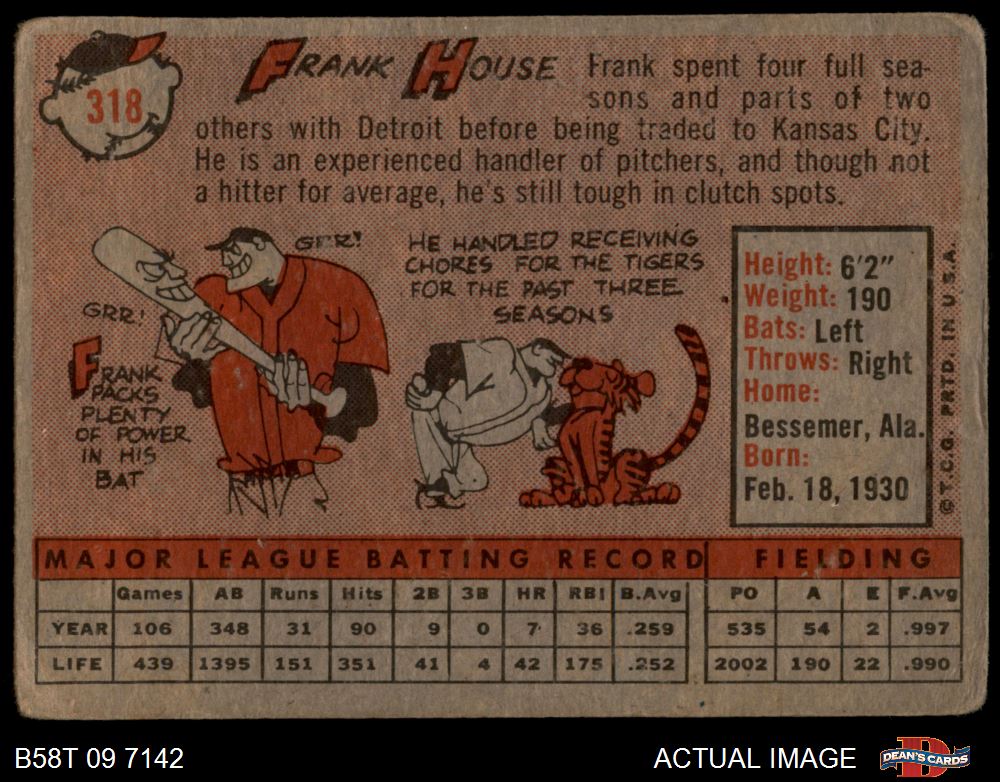 318
FRANK HOUSE
Frank spent four full sea-
sons and parts of two
others with Detroit before being traded to Kansas City.
He is an experienced handler of pitchers, and though not
a hitter for average, he's still tough in clutch spots.
GRR!
GRR!
FRANK
PACKS
PLENTY
OF POWER
IN HIS
BAT
HE HANDLED RECEIVING
CHORES FOR THE TIGERS
FOR THE PAST THREE
SEASONS
Height: 6'2"
Weight: 190
Bats: Left
Throws: Right
Home:
Bessemer, Ala.
Born:
Feb. 18, 1930
© T.C.G. PRTD. IN U.S.A.
MAJOR LEAGUE BATTING RECORD FIELDING
Games AB Runs Hits 2B 3B HR RBI B.Avg PO A E F.Avg
YEAR 106 348 31 90 9 0 7 36 .259 535 54 2 .997
LIFE 439 1395 151 351 41 4 42 175 .252 2002 190 22 .990
B58T 09 7142
ACTUAL IMAGE
DEAN'S CARDS